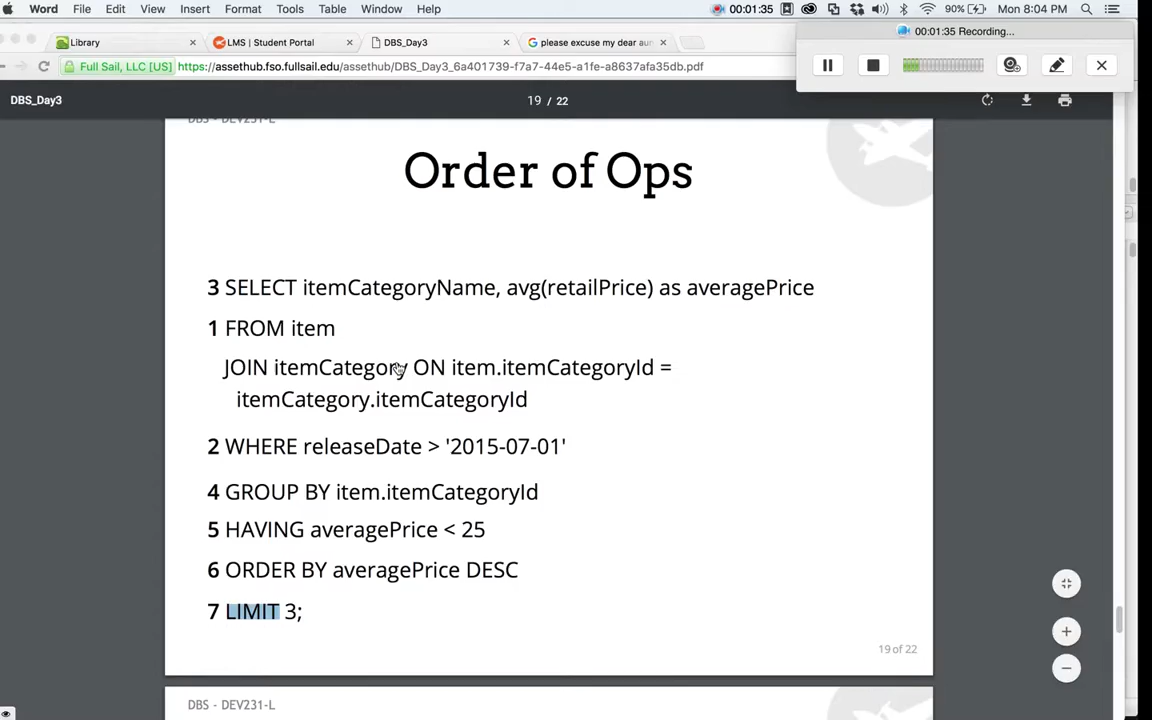 Word File Edit View Insert Format Tools Table Window Help 00:01:35 90% Mon 8:04 PM
00:01:35 Recording...
Library LMS | Student Portal DBS_Day3 please excuse my dear aun
Full Sail, LLC [US] https://assethub.fso.fullsail.edu/assethub/DBS_Day3_6a401739-f7a7-44e5-a1fe-a8637afa35db.pdf
DBS_Day3 19 / 22
DBS - DEV231-L
Order of Ops
3 SELECT itemCategoryName, avg(retailPrice) as averagePrice
1 FROM item
JOIN itemCategory ON item.itemCategoryId =
itemCategory.itemCategoryId
2 WHERE releaseDate > '2015-07-01'
4 GROUP BY item.itemCategoryId
5 HAVING averagePrice < 25
6 ORDER BY averagePrice DESC
7 LIMIT 3;
19 of 22
DBS - DEV231-L